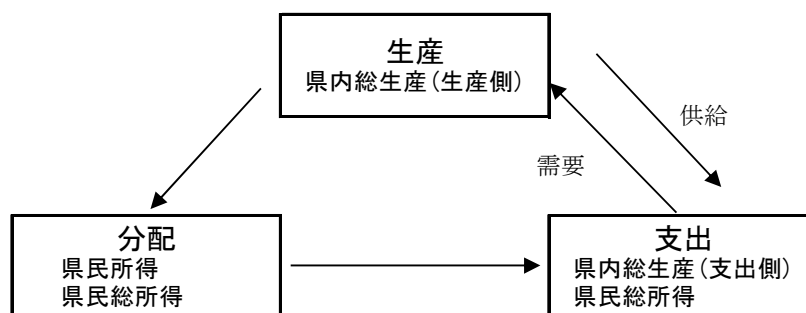 生産
県内総生産（生産側）
供給
需要
分配
県民所得
県民総所得
支出
県内総生産（支出側）
県民総所得